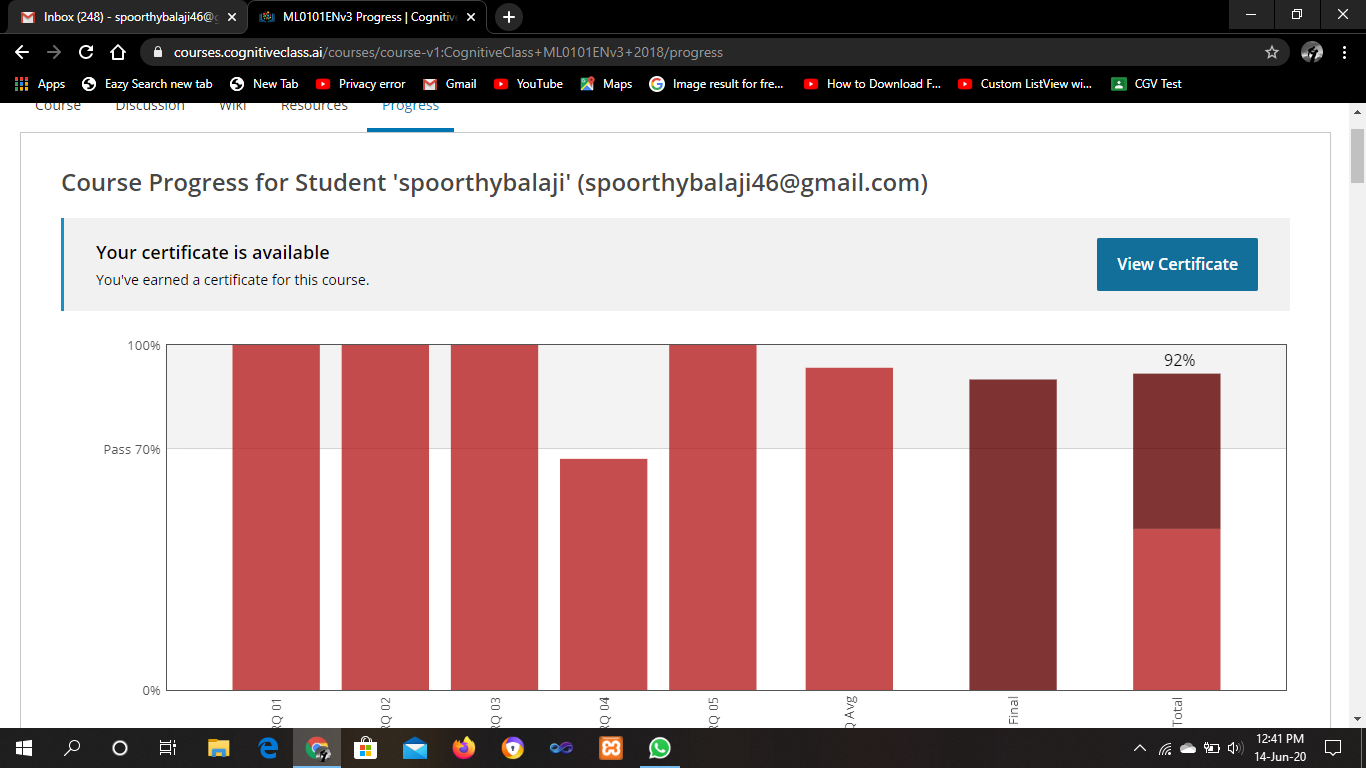 Inbox (248) - spoorthybalaji46@g
ML0101ENv3 Progress | Cognitiv
courses.cognitiveclass.ai/courses/course-v1:CognitiveClass+ML0101ENv3+2018/progress
Apps Eazy Search new tab New Tab Privacy error Gmail YouTube Maps Image result for fre... How to Download F... Custom ListView wi... CGV Test
Course Discussion Wiki Resources Progress
Course Progress for Student 'spoorthybalaji' (spoorthybalaji46@gmail.com)
Your certificate is available
You've earned a certificate for this course.
View Certificate
100%
92%
Pass 70%
0%
RQ 01 RQ 02 RQ 03 RQ 04 RQ 05 Q Avg Final Total
12:41 PM
14-Jun-20